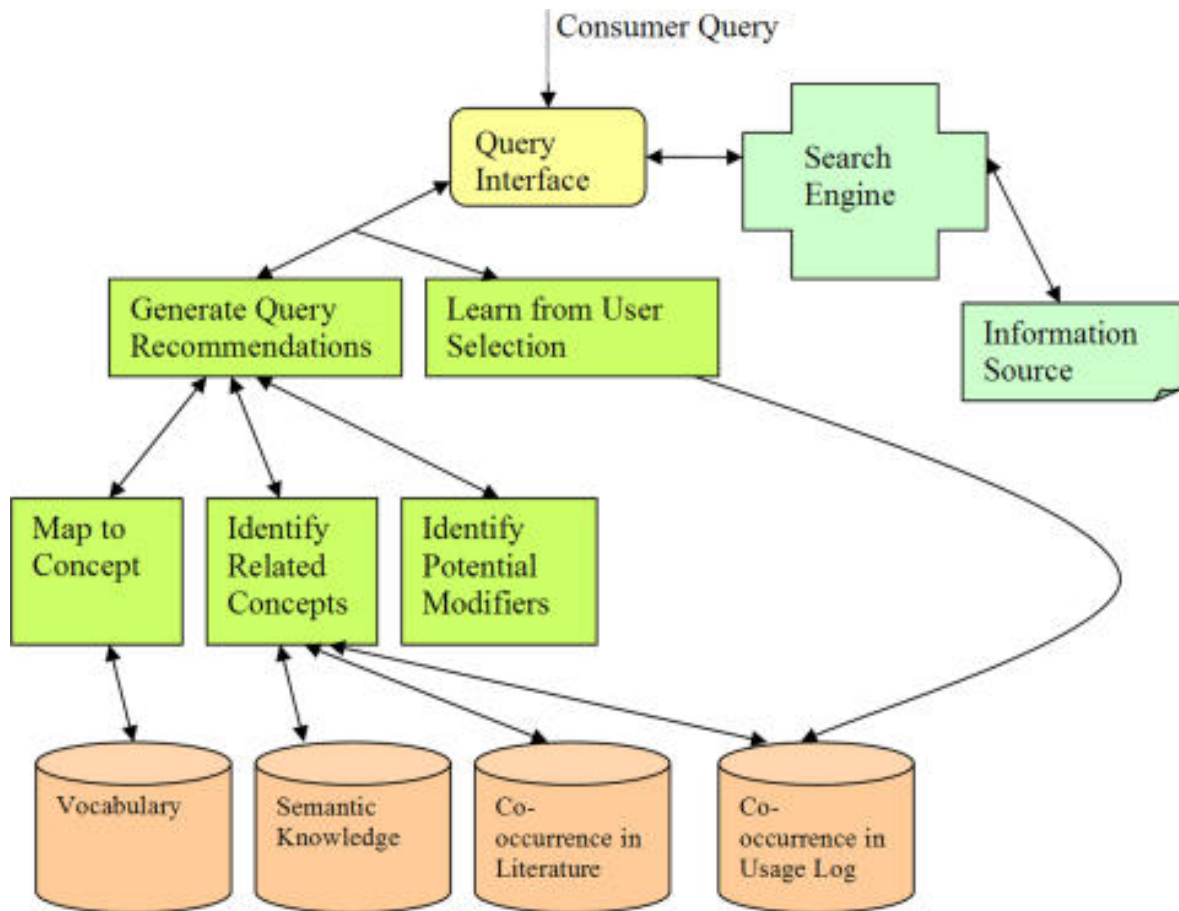 Consumer Query
Query
Interface
Search
Engine
Generate Query
Recommendations
Learn from User
Selection
Information
Source
Map to
Concept
Identify
Related
Concepts
Identify
Potential
Modifiers
Vocabulary
Semantic
Knowledge
Co-
occurrence in
Literature
Co-
occurrence in
Usage Log